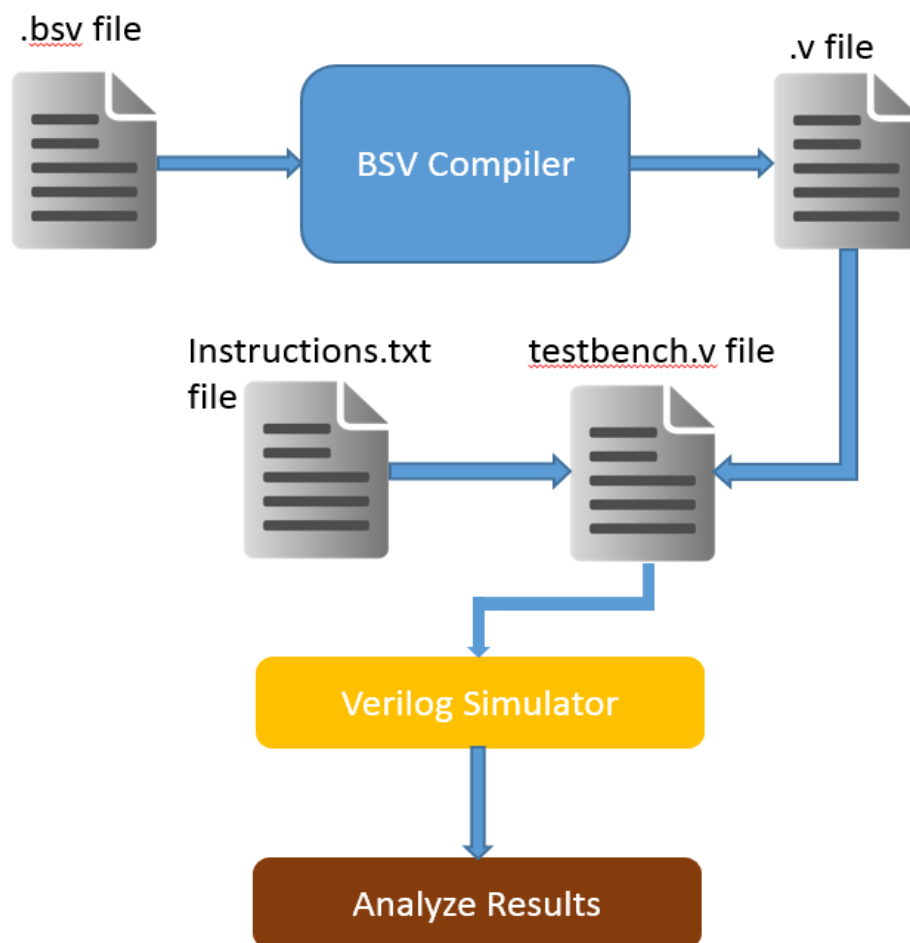 .bsv file
.v file
BSV Compiler
Instructions.txt
file
testbench.v file
Verilog Simulator
Analyze Results